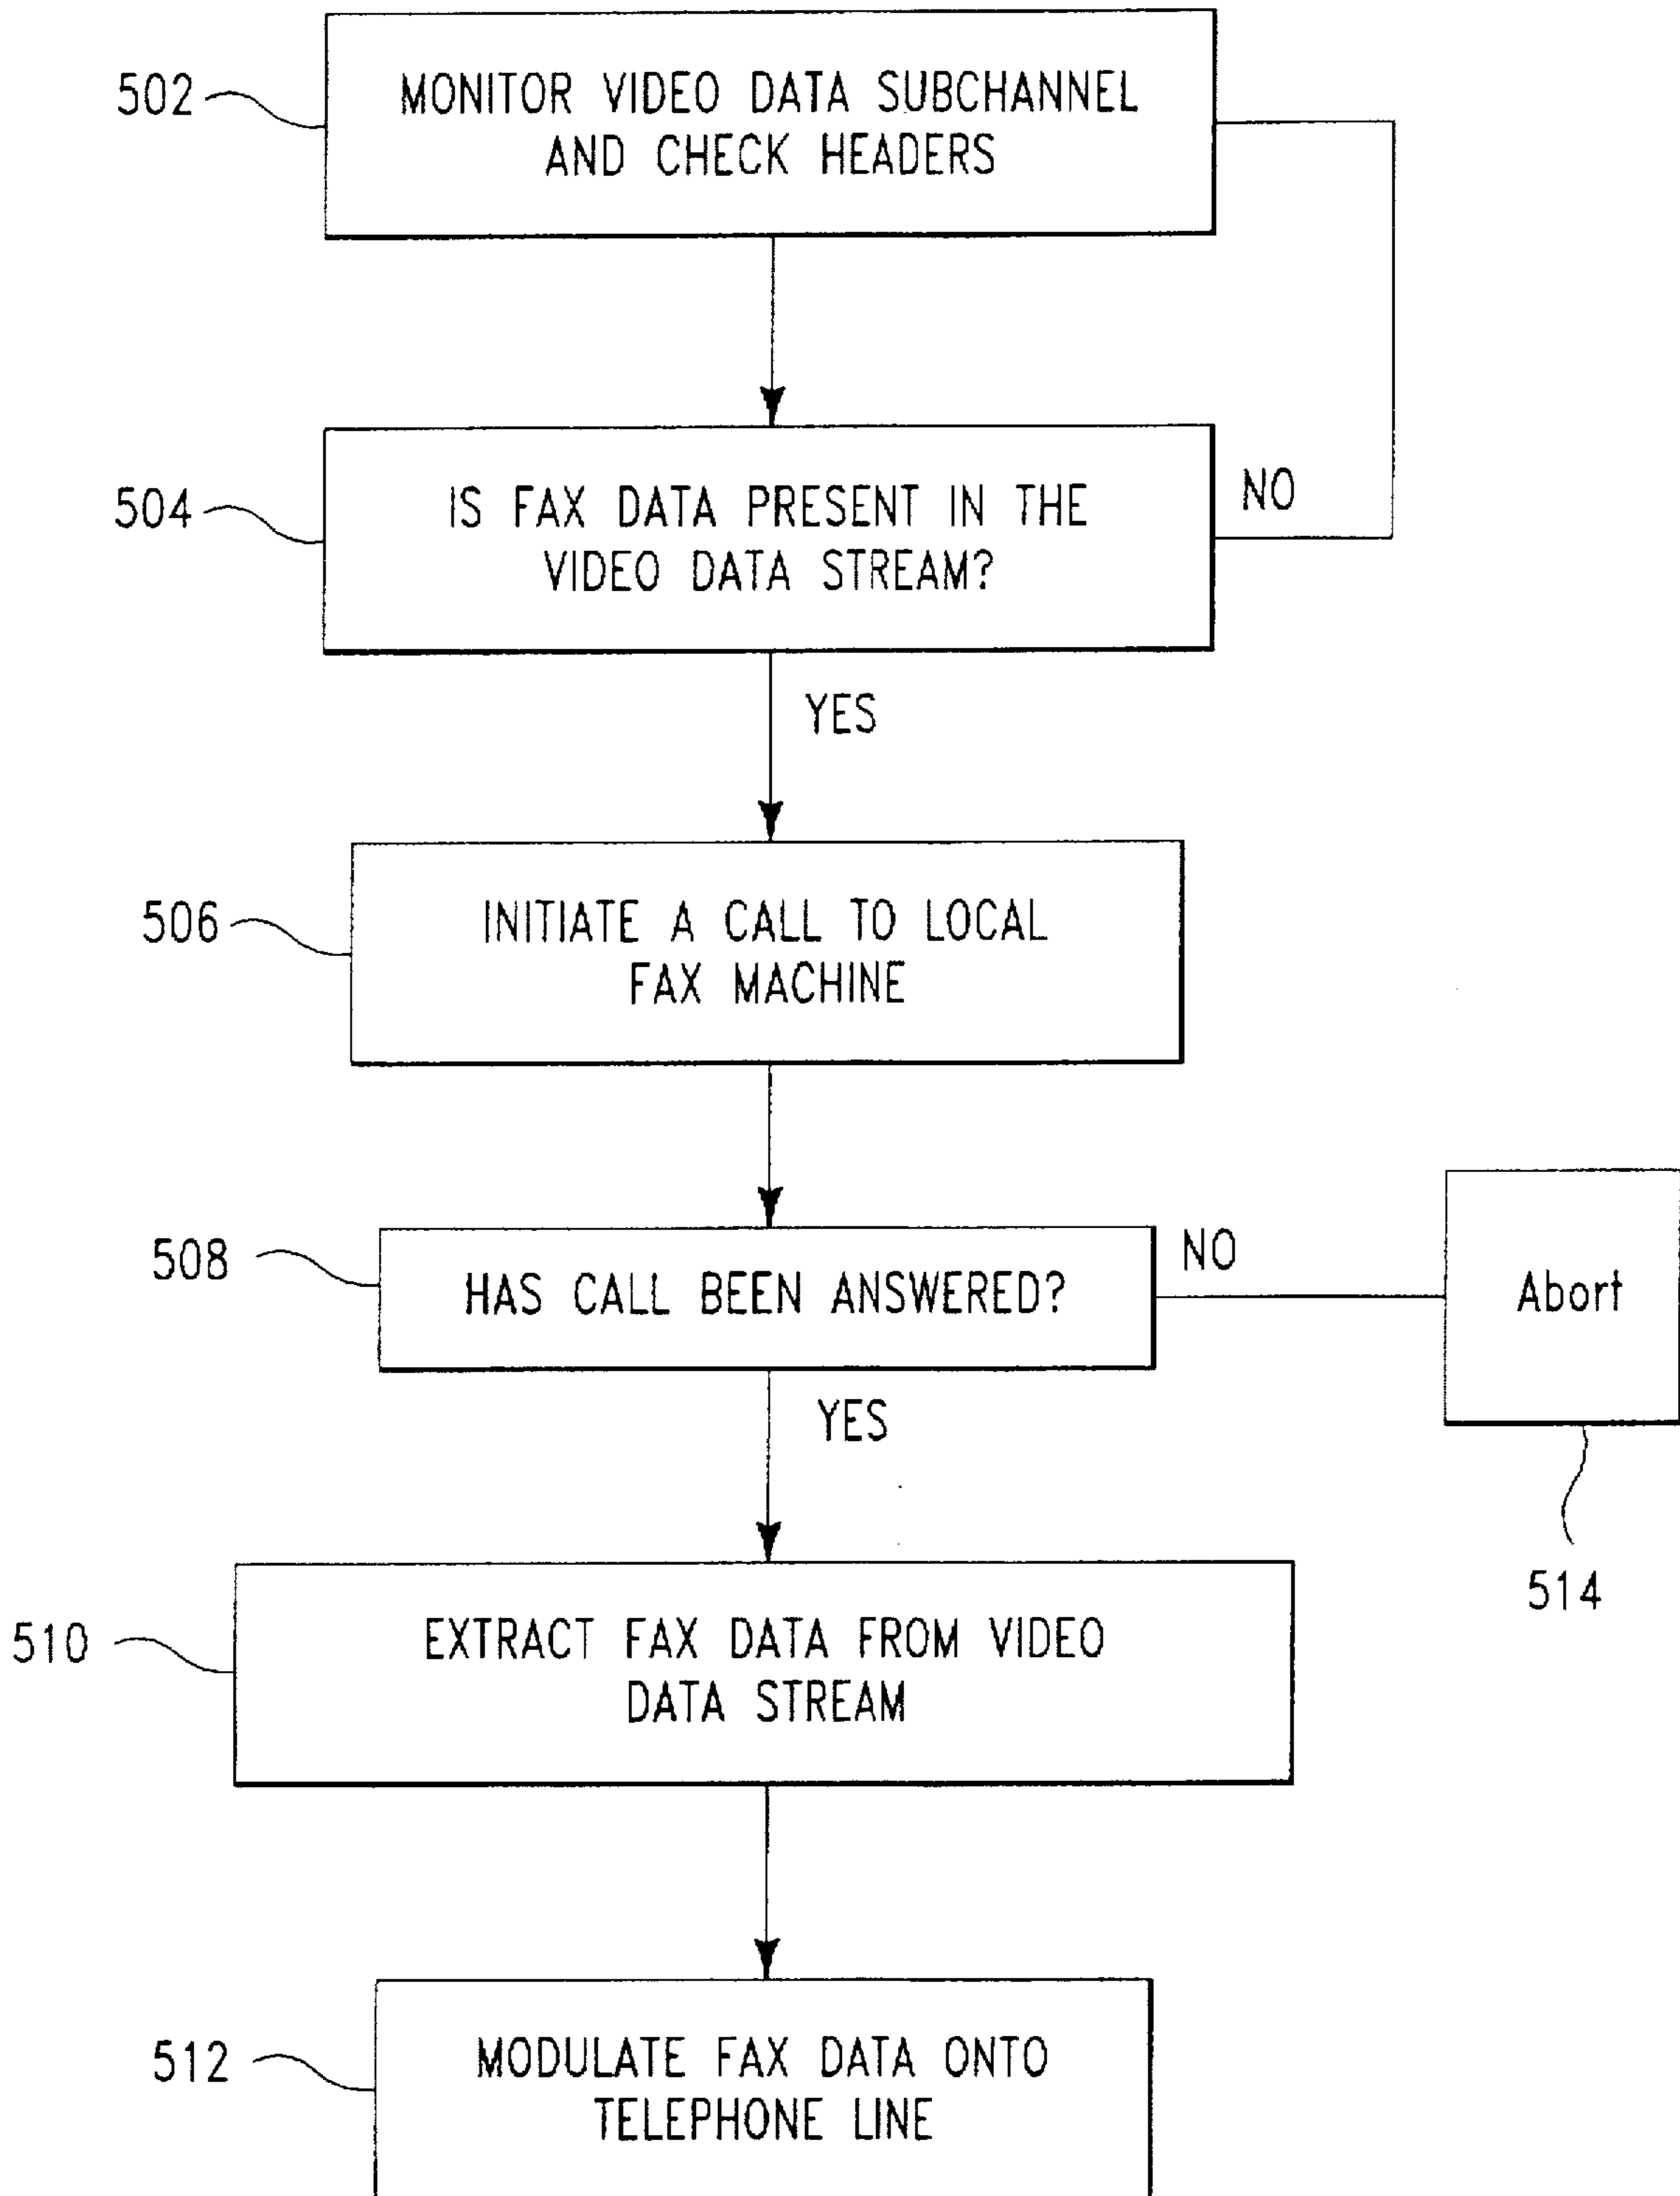 502
MONITOR VIDEO DATA SUBCHANNEL
AND CHECK HEADERS
504
IS FAX DATA PRESENT IN THE
VIDEO DATA STREAM?
NO
YES
506
INITIATE A CALL TO LOCAL
FAX MACHINE
508
HAS CALL BEEN ANSWERED?
NO
Abort
514
YES
510
EXTRACT FAX DATA FROM VIDEO
DATA STREAM
512
MODULATE FAX DATA ONTO
TELEPHONE LINE